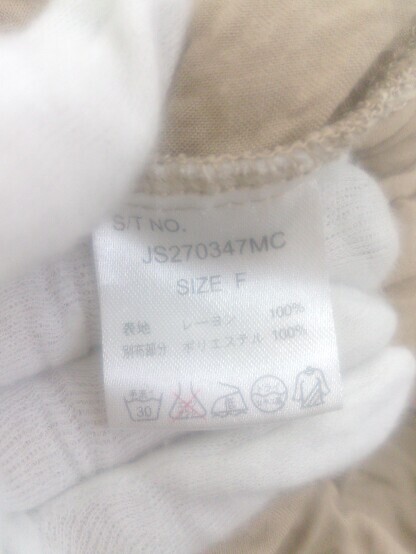 S/T NO.
JS270347MC
SIZE F
表地 レーヨン 100%
別布部分 ポリエステル 100%
30